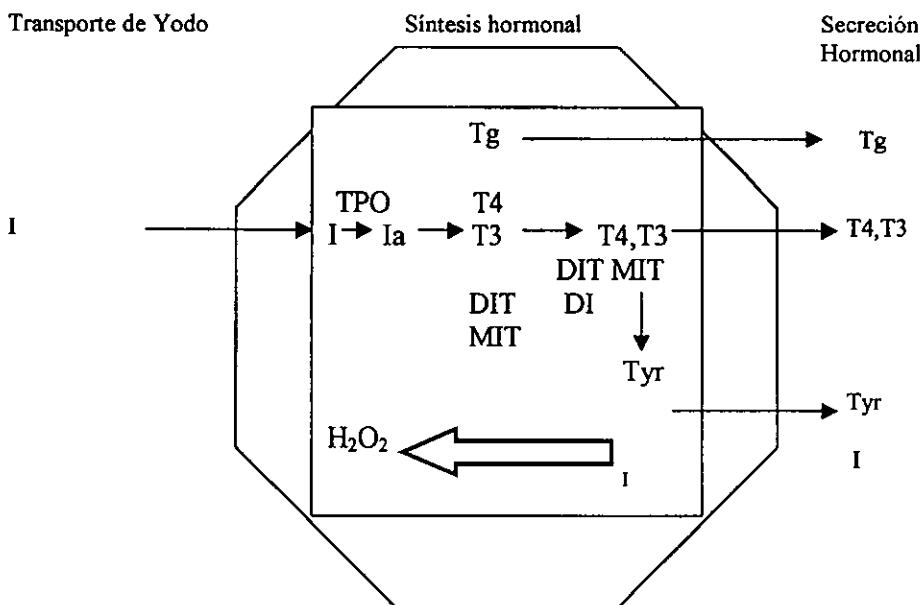 Transporte de Yodo Síntesis hormonal Secreción
Hormonal
Tg Tg
TPO T4
I I Ia T3 T4,T3 T4,T3
DIT MIT
DIT DI
MIT
Tyr
Tyr
H₂O₂ I
I